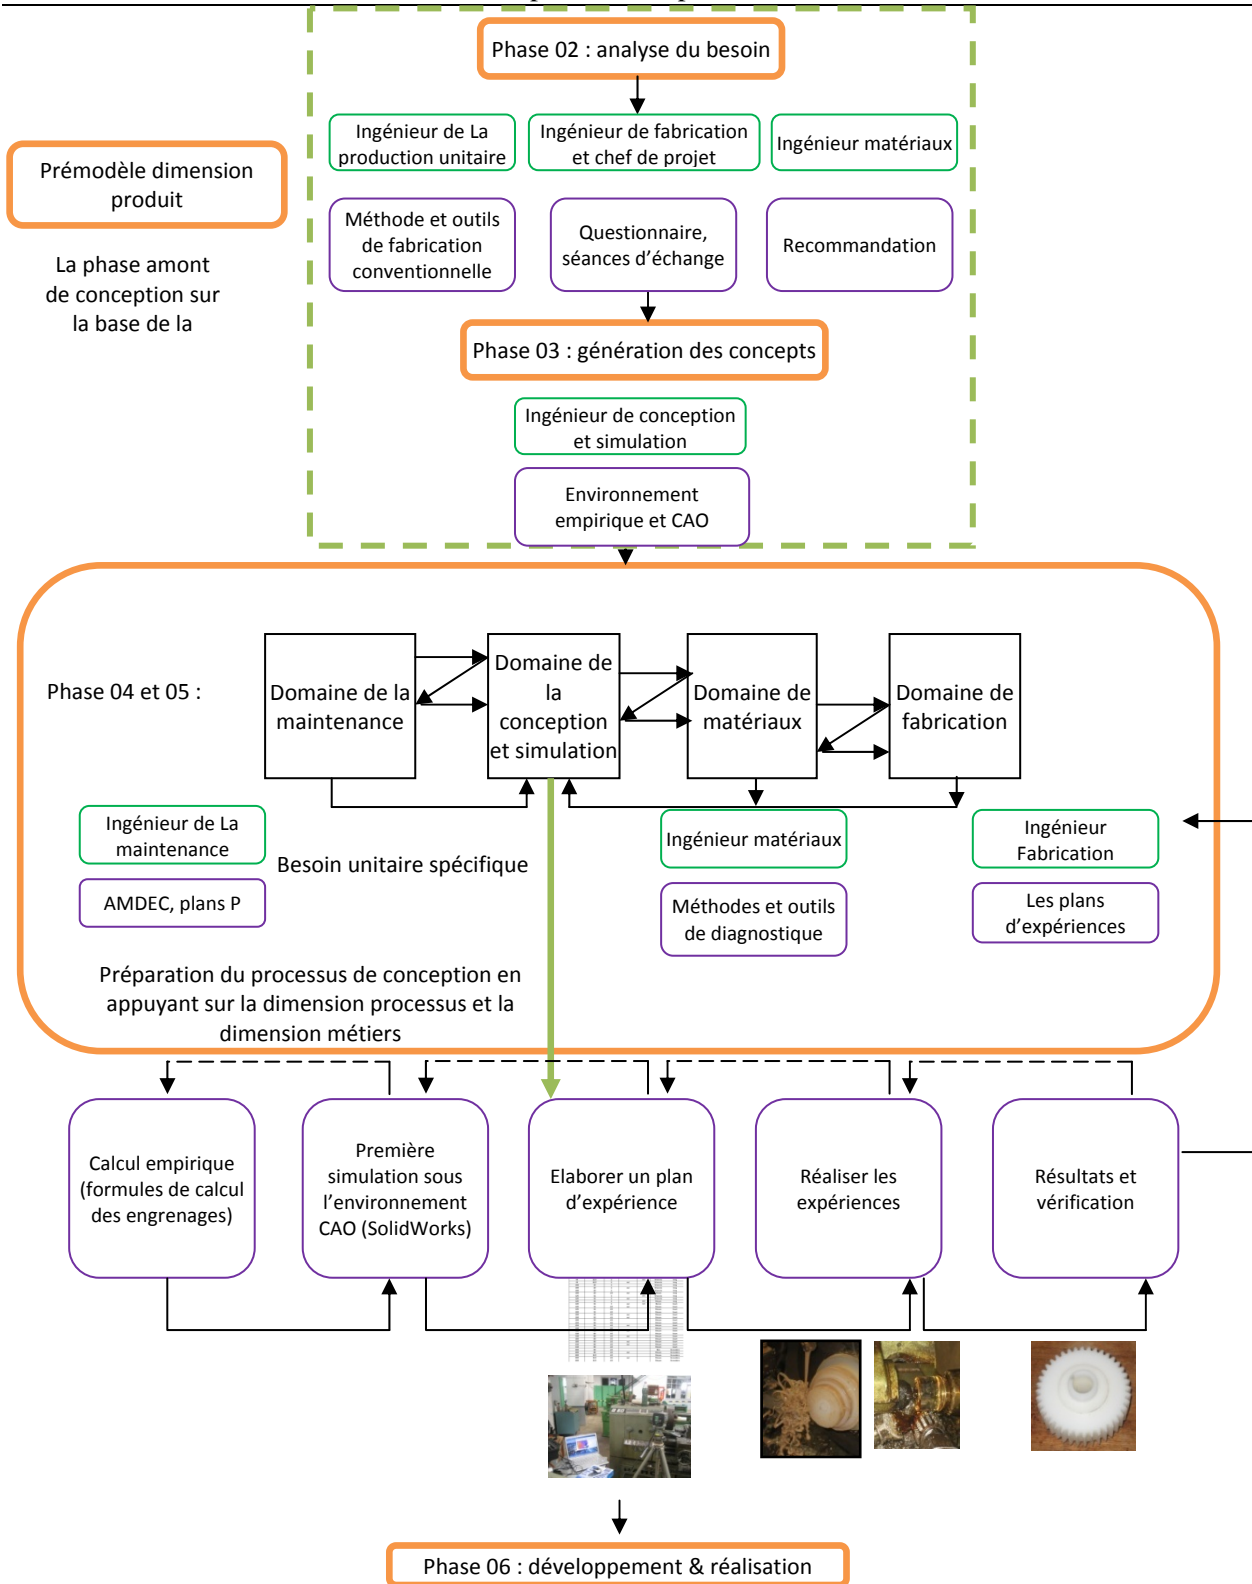 Phase 02 : analyse du besoin
Ingénieur de La
production unitaire
Ingénieur de fabrication
et chef de projet
Ingénieur matériaux
Prémodèle dimension
produit
Méthode et outils
de fabrication
conventionnelle
Questionnaire,
séances d'échange
Recommandation
La phase amont
de conception sur
la base de la
Phase 03 : génération des concepts
Ingénieur de conception
et simulation
Environnement
empirique et CAO
Phase 04 et 05 :
Domaine de la
maintenance
Domaine de
la
conception
et simulation
Domaine de
matériaux
Domaine de
fabrication
Ingénieur de La
maintenance
Besoin unitaire spécifique
Ingénieur matériaux
Ingénieur
Fabrication
AMDEC, plans P
Méthodes et outils
de diagnostique
Les plans
d'expériences
Préparation du processus de conception en
appuyant sur la dimension processus et la
dimension métiers
Calcul empirique
(formules de calcul
des engrenages)
Première
simulation sous
l'environnement
CAO (SolidWorks)
Elaborer un plan
d'expérience
Réaliser les
expériences
Résultats et
vérification
Phase 06 : développement & réalisation